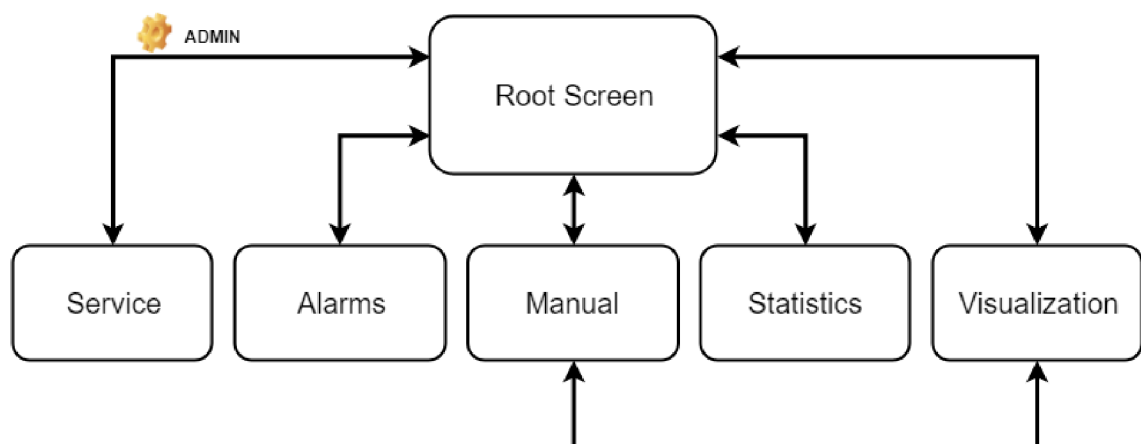 ADMIN
Root Screen
Service
Alarms
Manual
Statistics
Visualization